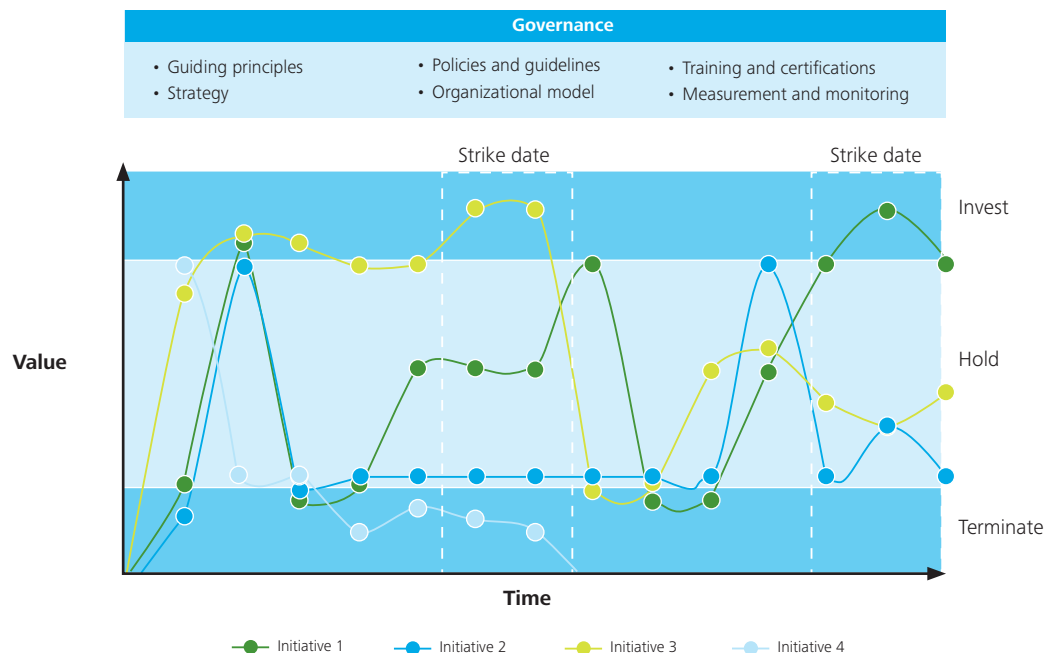 Governance
• Guiding principles
• Strategy
• Policies and guidelines
• Organizational model
• Training and certifications
• Measurement and monitoring
Strike date
Strike date
Invest
Value
Hold
Terminate
Time
Initiative 1
Initiative 2
Initiative 3
Initiative 4